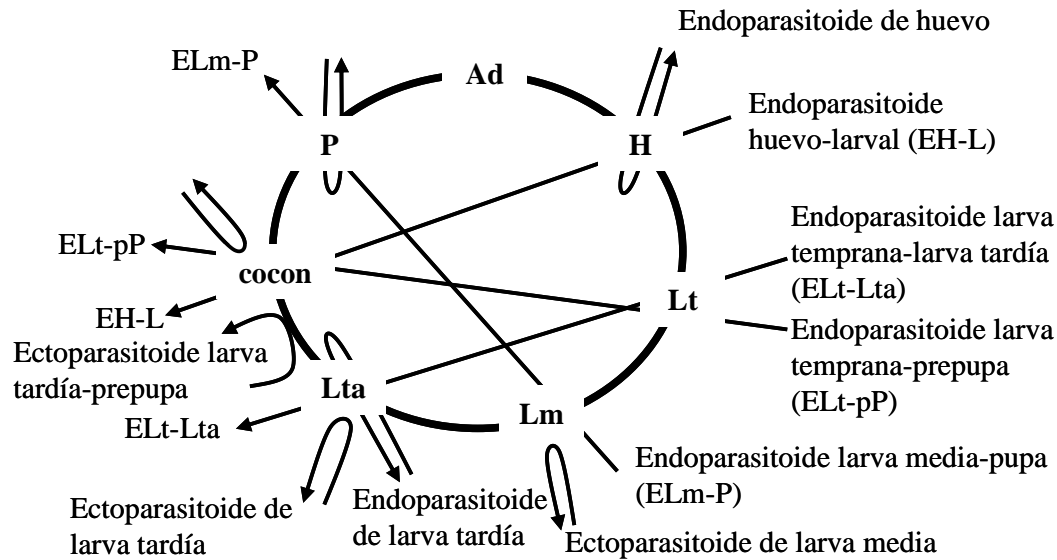 Endoparasitoide de huevo
ELm-P
Ad
Endoparasitoide
huevo-larval (EH-L)
P
H
Endoparasitoide larva
temprana-larva tardía
(ELt-Lta)
ELt-pP
cocon
Lt
EH-L
Endoparasitoide larva
temprana-prepupa
(ELt-pP)
Ectoparasitoide larva
tardía-prepupa
Lta
Lm
ELt-Lta
Endoparasitoide larva media-pupa
(ELm-P)
Ectoparasitoide de
larva tardía
Endoparasitoide
de larva tardía
Ectoparasitoide de larva media